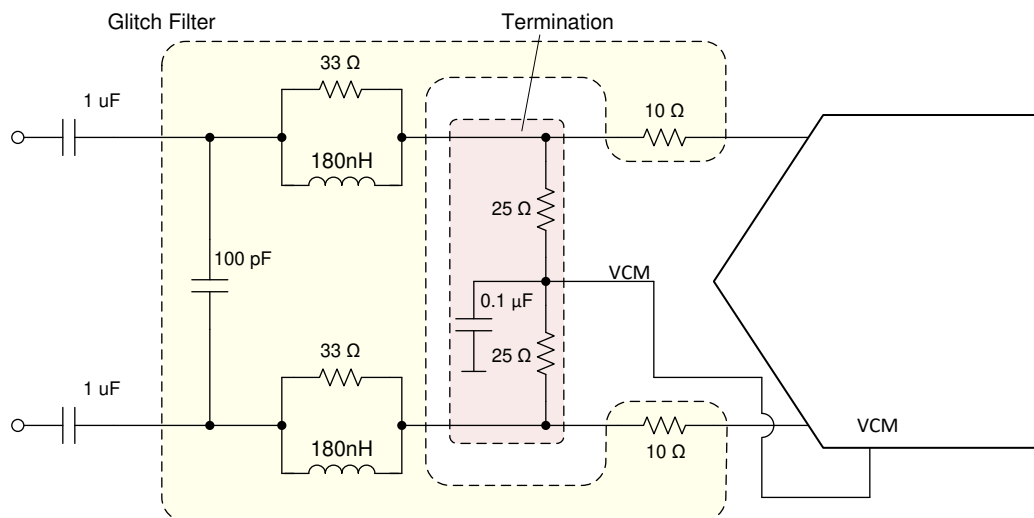 Glitch Filter
Termination
33 Ω
1 uF
10 Ω
180nH
25 Ω
100 pF
VCM
0.1 µF
33 Ω
25 Ω
1 uF
VCM
180nH
10 Ω